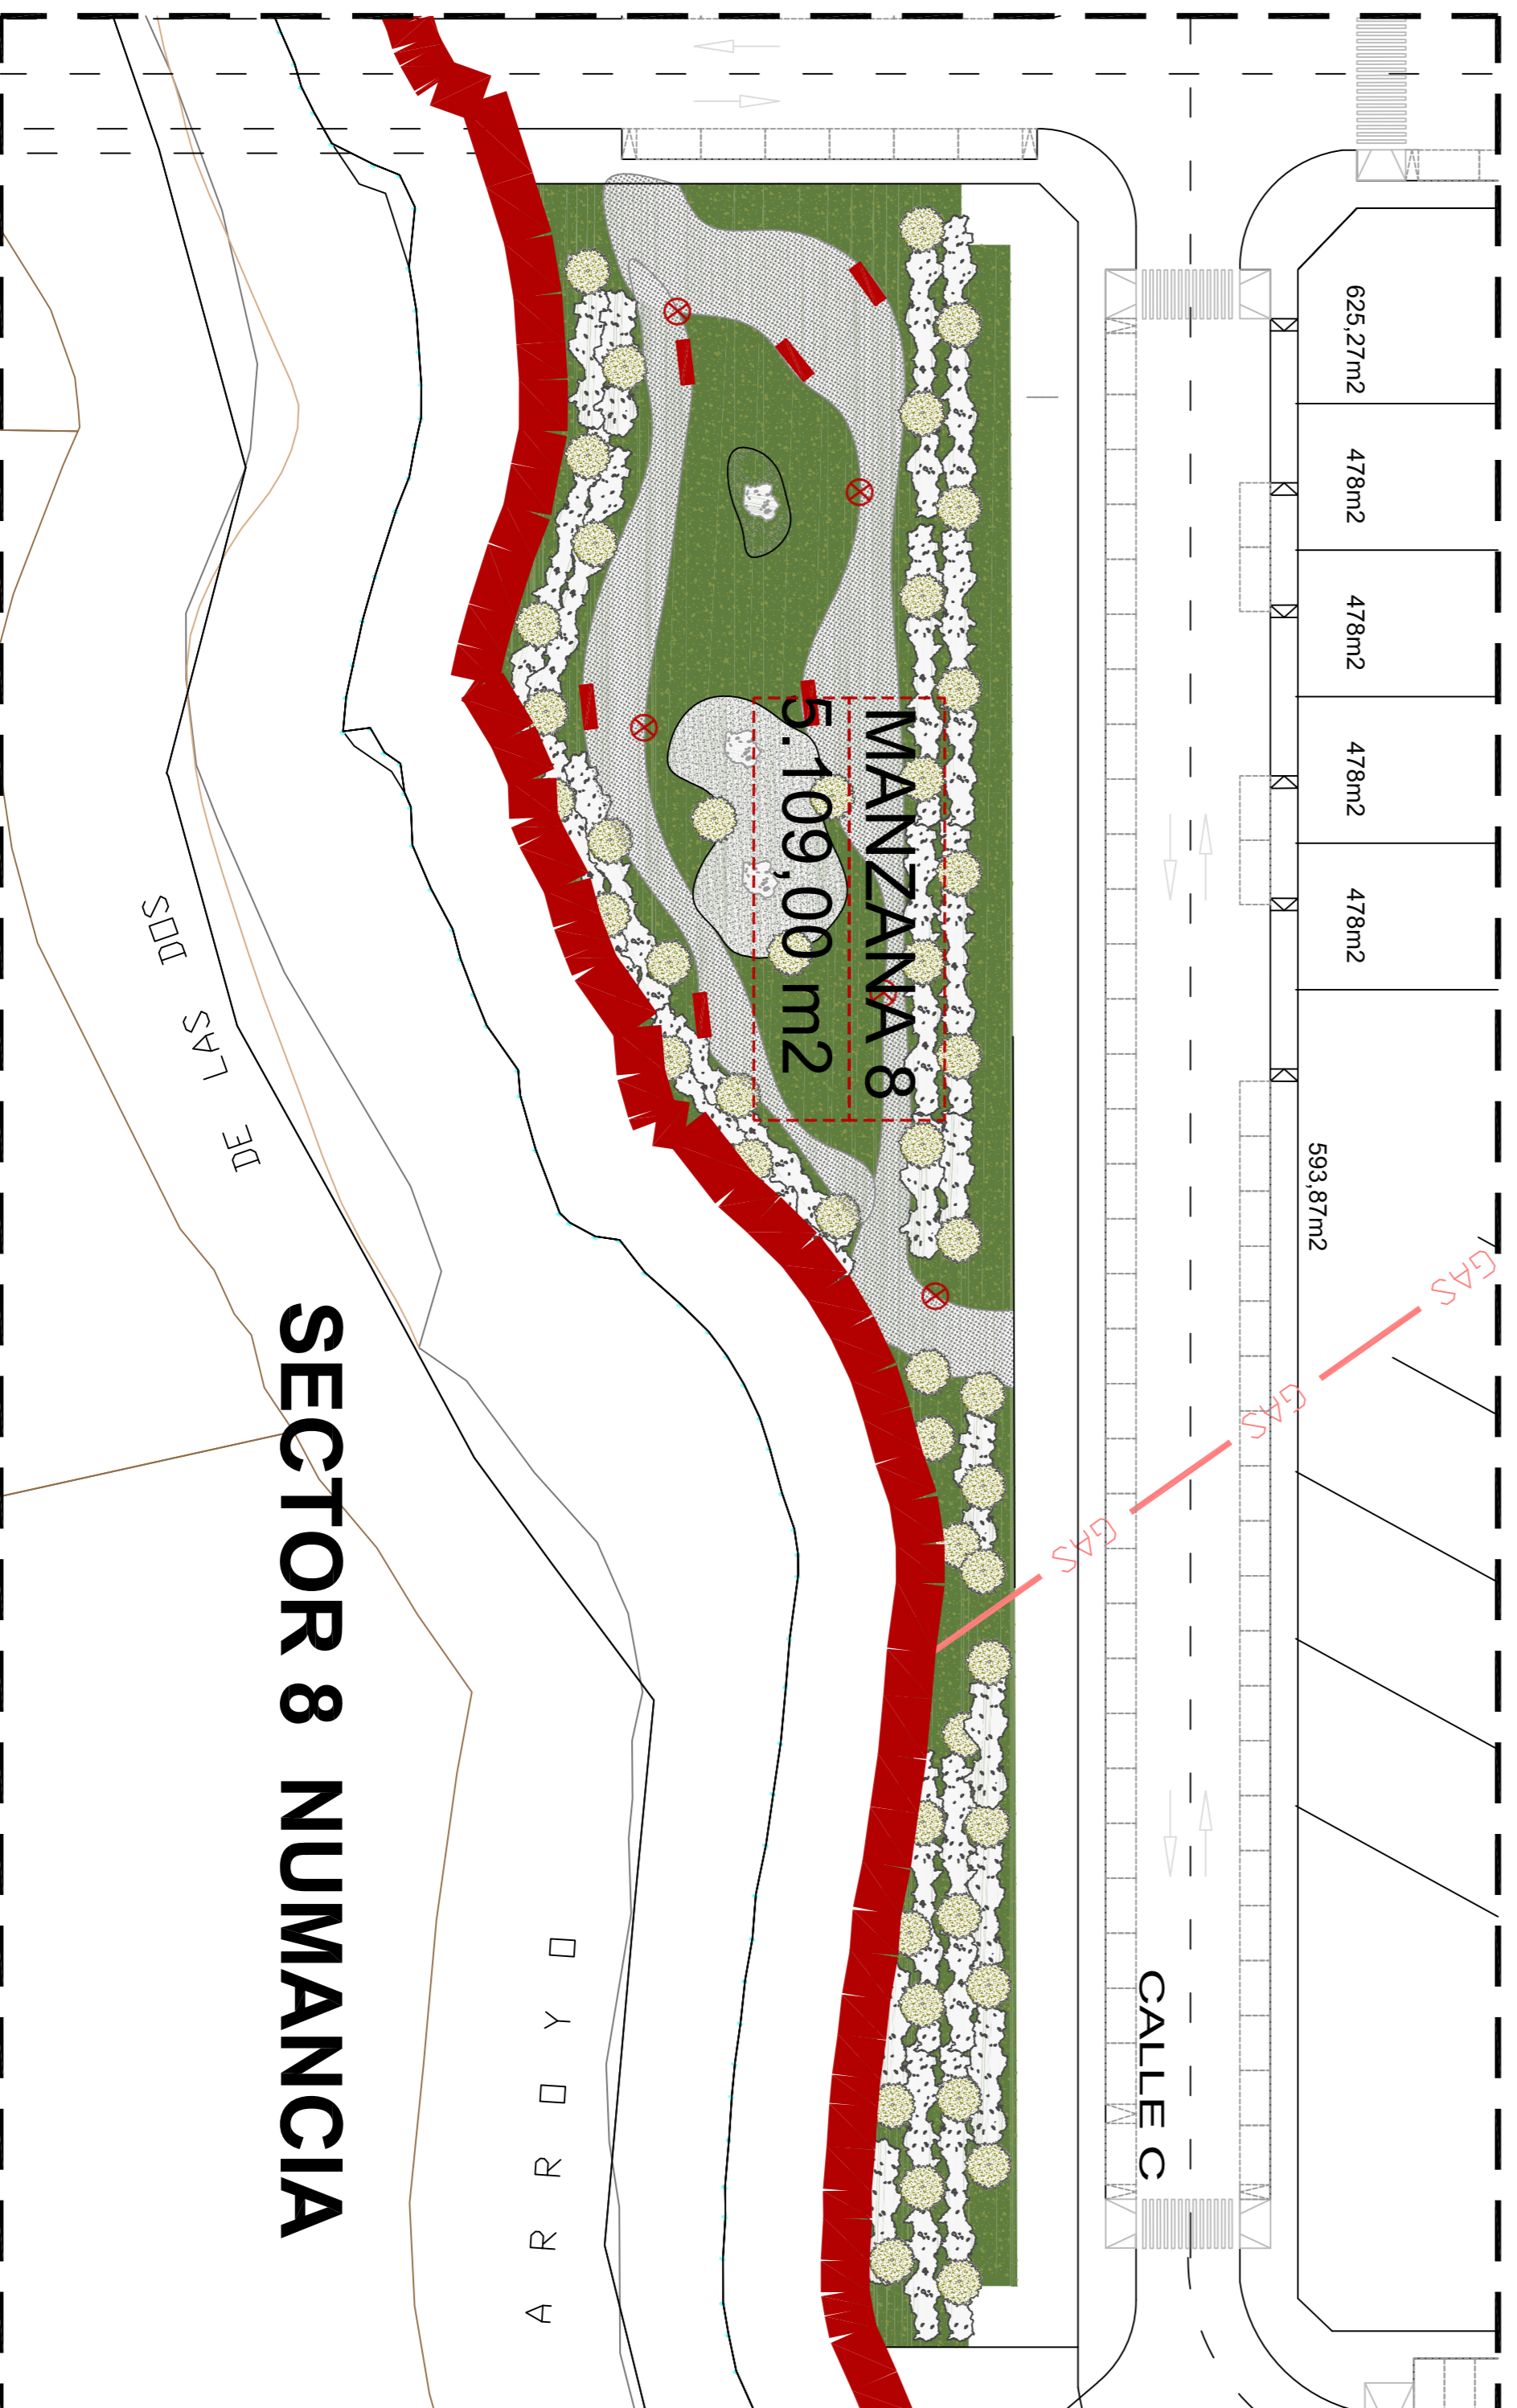 625,27m2
478m2
478m2
478m2
478m2
593,87m2
GAS
GAS
GAS
CALLE C
MANZANA 8
5.109,00 m2
ARROYO
DE LAS DOS
SECTOR 8 NUMANCIA